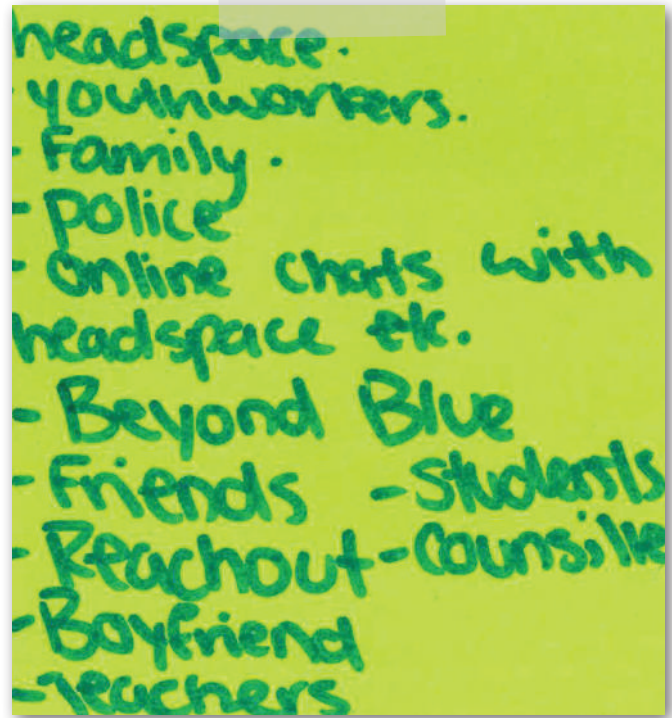 headspace.
- youthworkers.
- Family.
- police
- online chats with
headspace etc.
- Beyond Blue
- Friends - Students
- Reachout - Counsille
- Boyfriend
- Teachers